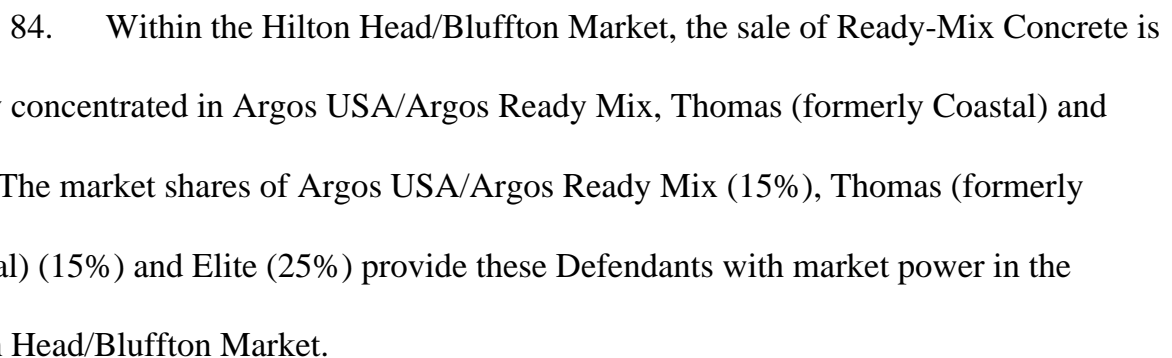 84. Within the Hilton Head/Bluffton Market, the sale of Ready-Mix Concrete is
concentrated in Argos USA/Argos Ready Mix, Thomas (formerly Coastal) and
The market shares of Argos USA/Argos Ready Mix (15%), Thomas (formerly
(15%) and Elite (25%) provide these Defendants with market power in the
Head/Bluffton Market.